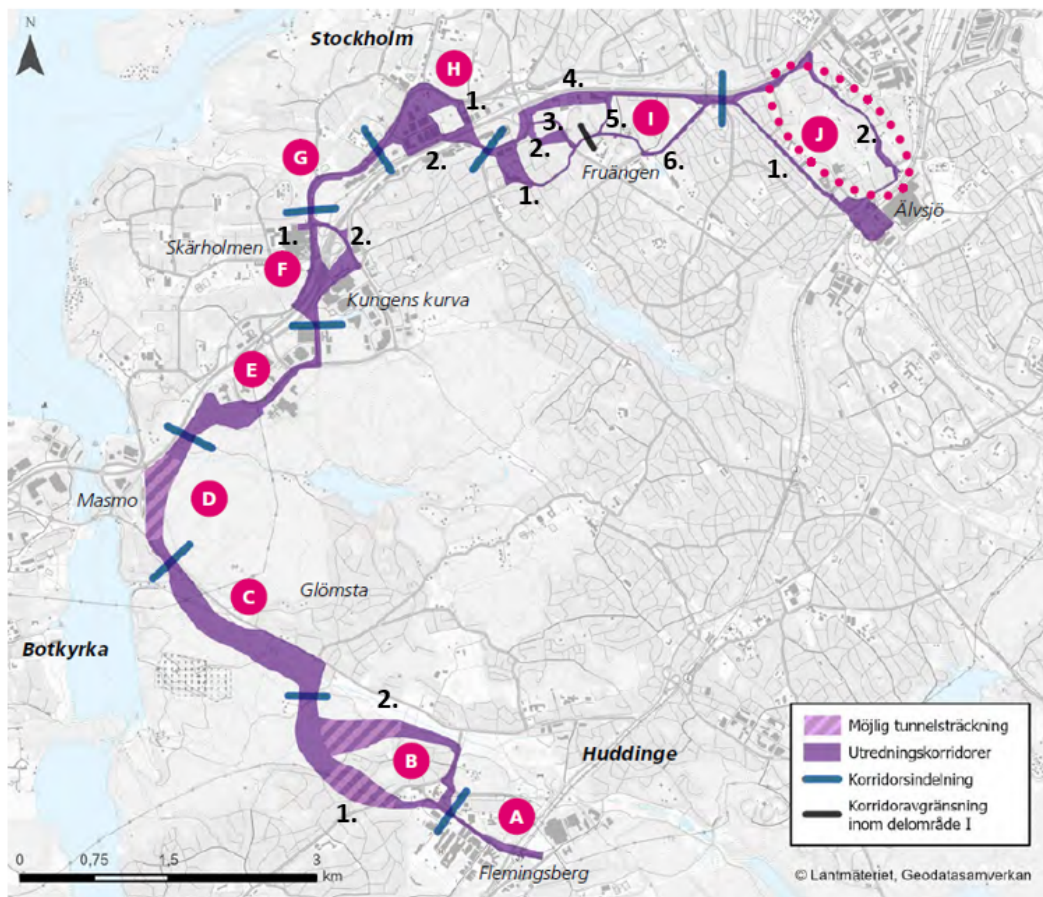 N
Stockholm
H
1.
2.
4.
3.
5.
I
2.
1.
6.
Fruängen
J
2.
1.
Älvsjö
G
1.
2.
Skärholmen
F
Kungens kurva
E
Masmo
D
C
Glömsta
Botkyrka
2.
B
1.
Huddinge
A
Flemingsberg
Möjlig tunnelsträckning
Utredningskorridorer
Korridorsindelning
Korridoravgränsning
inom delområde I
0 0,75 1,5 3
km
© Lantmäteriet, Geodatasamverkan